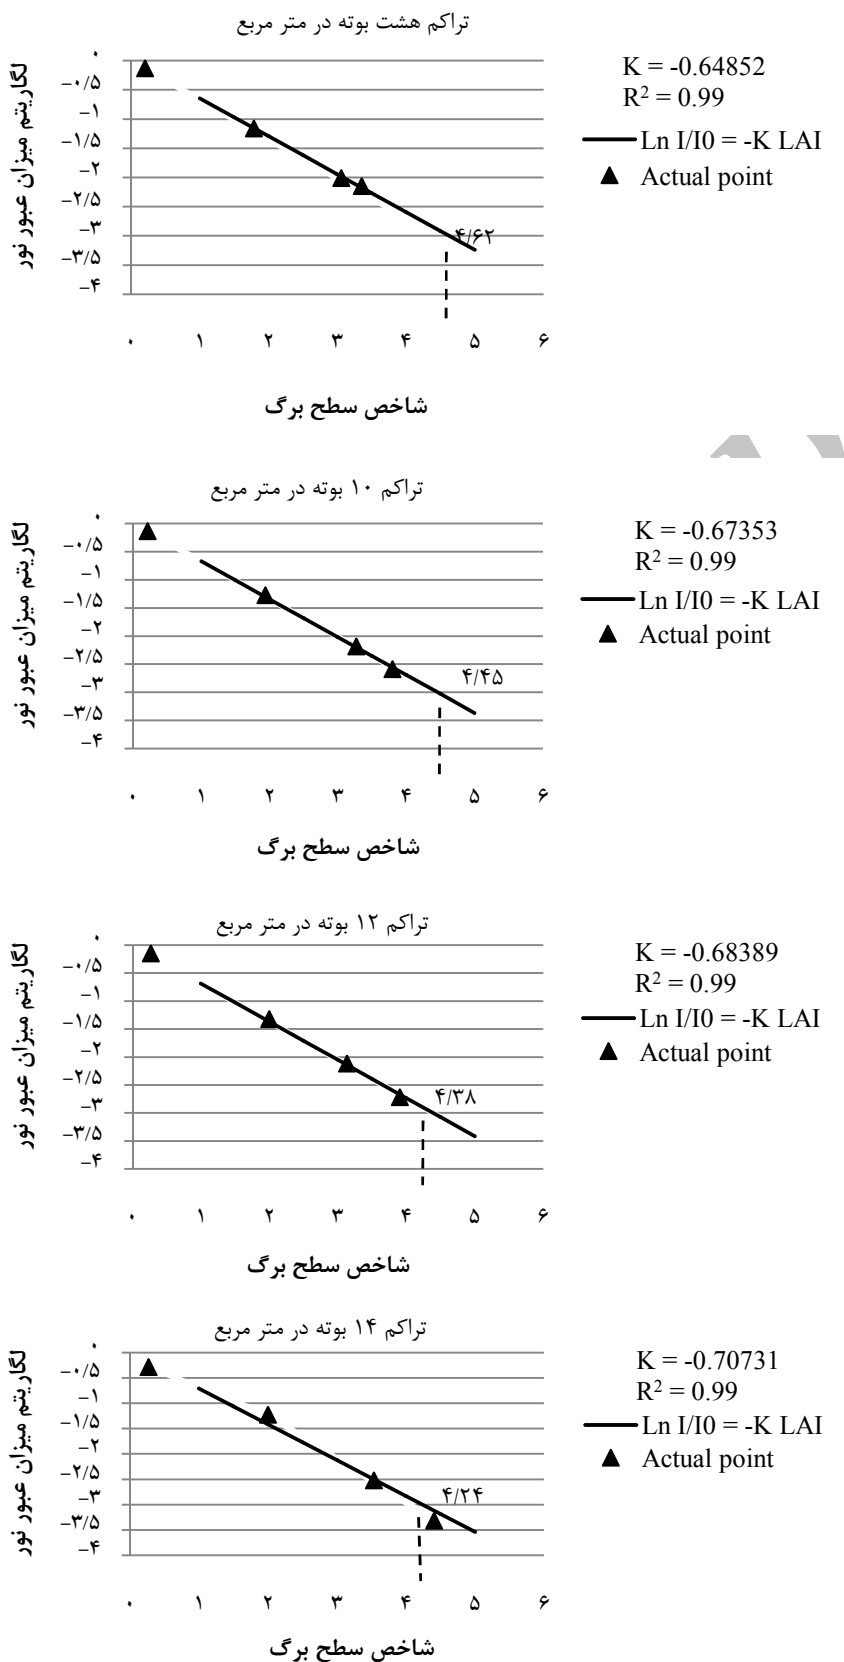 تراکم هشت بوته در متر مربع
لگاریتم میزان عبور نور
۰
-۰/۵
-۱
-۱/۵
-۲
-۲/۵
-۳
-۳/۵
-۴
۴/۶۲
۰ ۱ ۲ ۳ ۴ ۵ ۶
شاخص سطح برگ
K = -0.64852
R² = 0.99
Ln I/I0 = -K LAI
Actual point
تراکم ۱۰ بوته در متر مربع
لگاریتم میزان عبور نور
۰
-۰/۵
-۱
-۱/۵
-۲
-۲/۵
-۳
-۳/۵
-۴
۴/۴۵
۰ ۱ ۲ ۳ ۴ ۵ ۶
شاخص سطح برگ
K = -0.67353
R² = 0.99
Ln I/I0 = -K LAI
Actual point
تراکم ۱۲ بوته در متر مربع
لگاریتم میزان عبور نور
۰
-۰/۵
-۱
-۱/۵
-۲
-۲/۵
-۳
-۳/۵
-۴
۴/۳۸
۰ ۱ ۲ ۳ ۴ ۵ ۶
شاخص سطح برگ
K = -0.68389
R² = 0.99
Ln I/I0 = -K LAI
Actual point
تراکم ۱۴ بوته در متر مربع
لگاریتم میزان عبور نور
۰
-۰/۵
-۱
-۱/۵
-۲
-۲/۵
-۳
-۳/۵
-۴
۴/۲۴
۰ ۱ ۲ ۳ ۴ ۵ ۶
شاخص سطح برگ
K = -0.70731
R² = 0.99
Ln I/I0 = -K LAI
Actual point